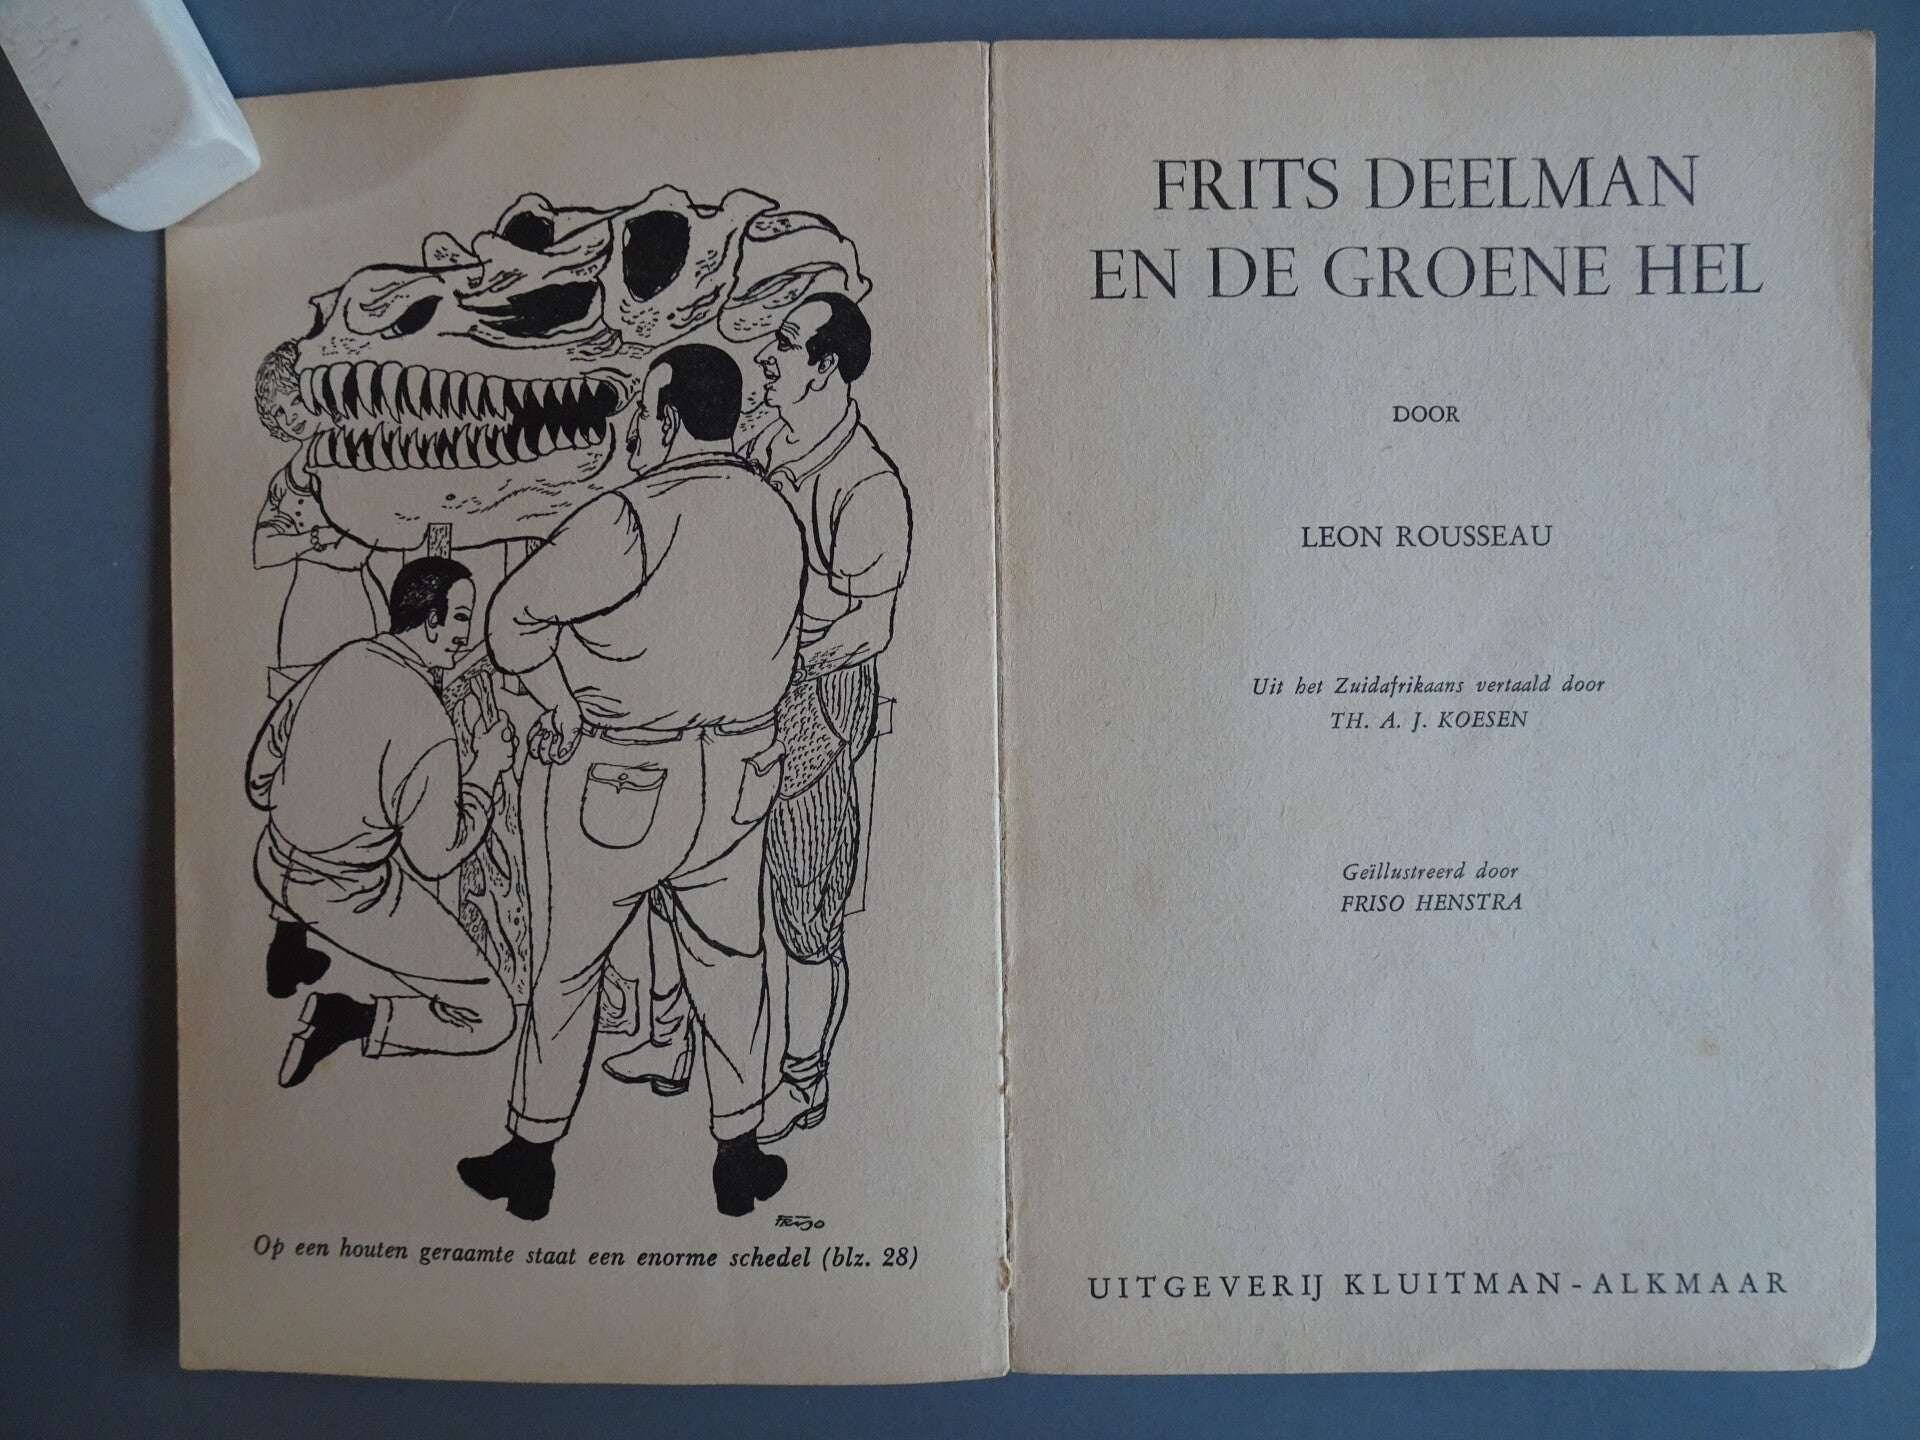 FRISO
Op een houten geraamte staat een enorme schedel (blz. 28)
FRITS DEELMAN
EN DE GROENE HEL
DOOR
LEON ROUSSEAU
Uit het Zuidafrikaans vertaald door
TH. A. J. KOESEN
Geïllustreerd door
FRISO HENSTRA
UITGEVERIJ KLUITMAN-ALKMAAR